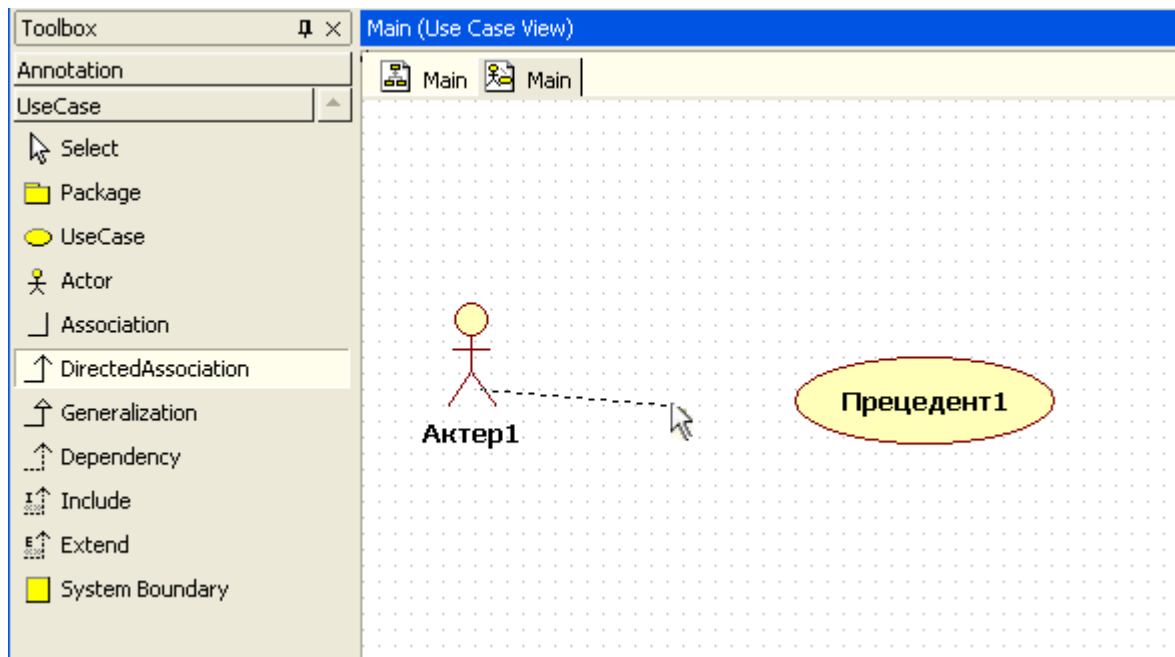 Toolbox
Main (Use Case View)
Annotation
Main Main
UseCase
Select
Package
UseCase
Actor
Association
DirectedAssociation
Generalization
Dependency
Include
Extend
System Boundary
Актер1
Прецедент1